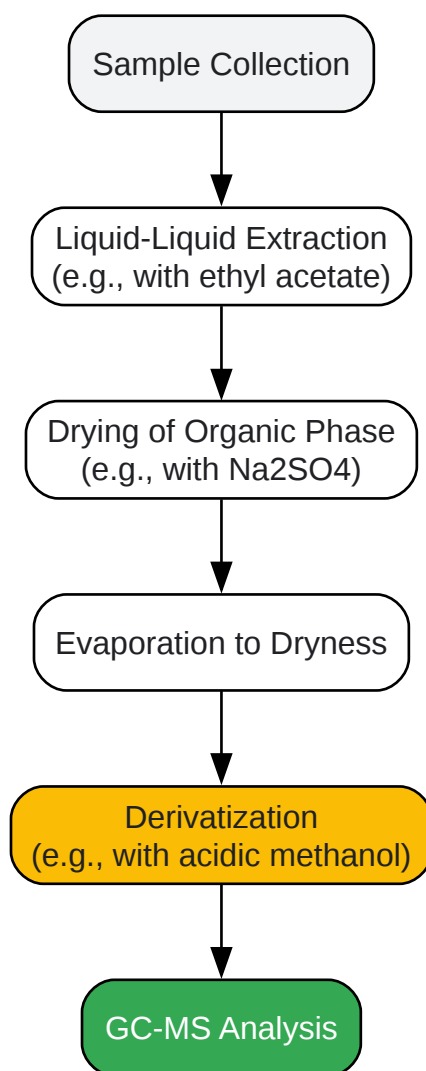 Sample Collection
Liquid-Liquid Extraction
(e.g., with ethyl acetate)
Drying of Organic Phase
(e.g., with Na2SO4)
Evaporation to Dryness
Derivatization
(e.g., with acidic methanol)
GC-MS Analysis